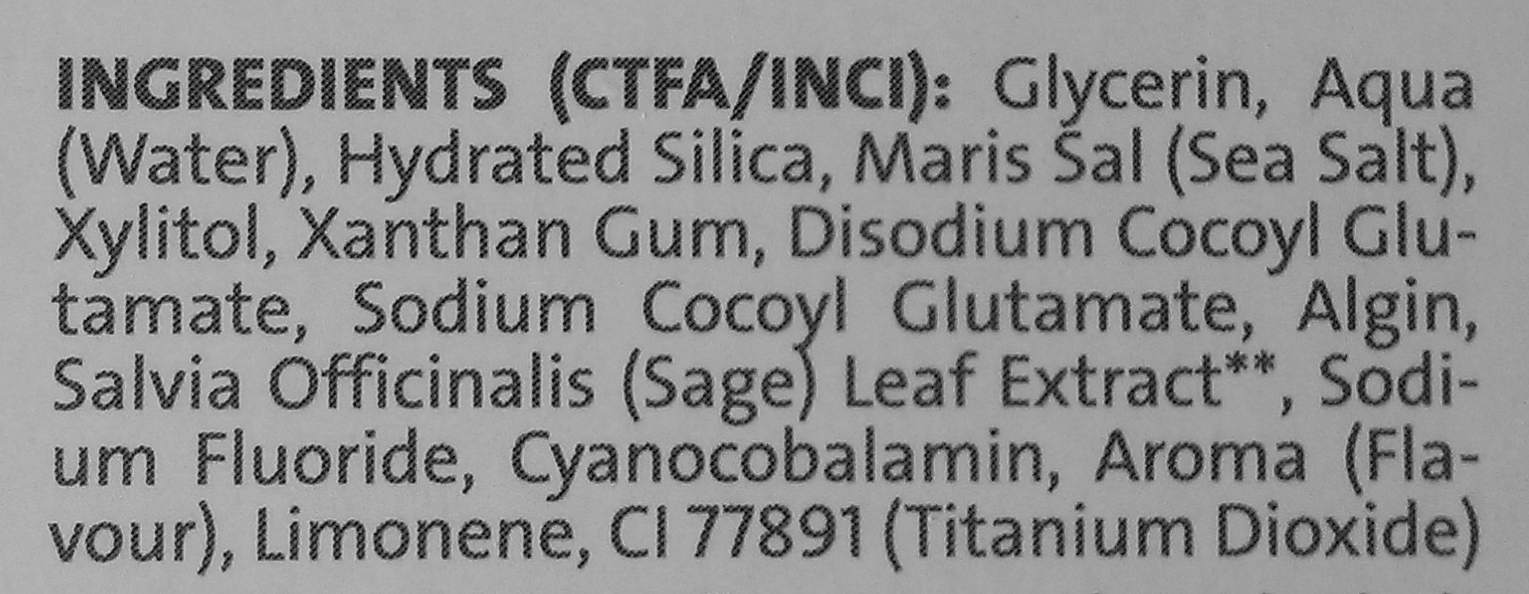 INGREDIENTS (CTFA/INCI): Glycerin, Aqua
(Water), Hydrated Silica, Maris Sal (Sea Salt),
Xylitol, Xanthan Gum, Disodium Cocoyl Glu-
tamate, Sodium Cocoyl Glutamate, Algin,
Salvia Officinalis (Sage) Leaf Extract**, Sodi-
um Fluoride, Cyanocobalamin, Aroma (Fla-
vour), Limonene, CI 77891 (Titanium Dioxide)